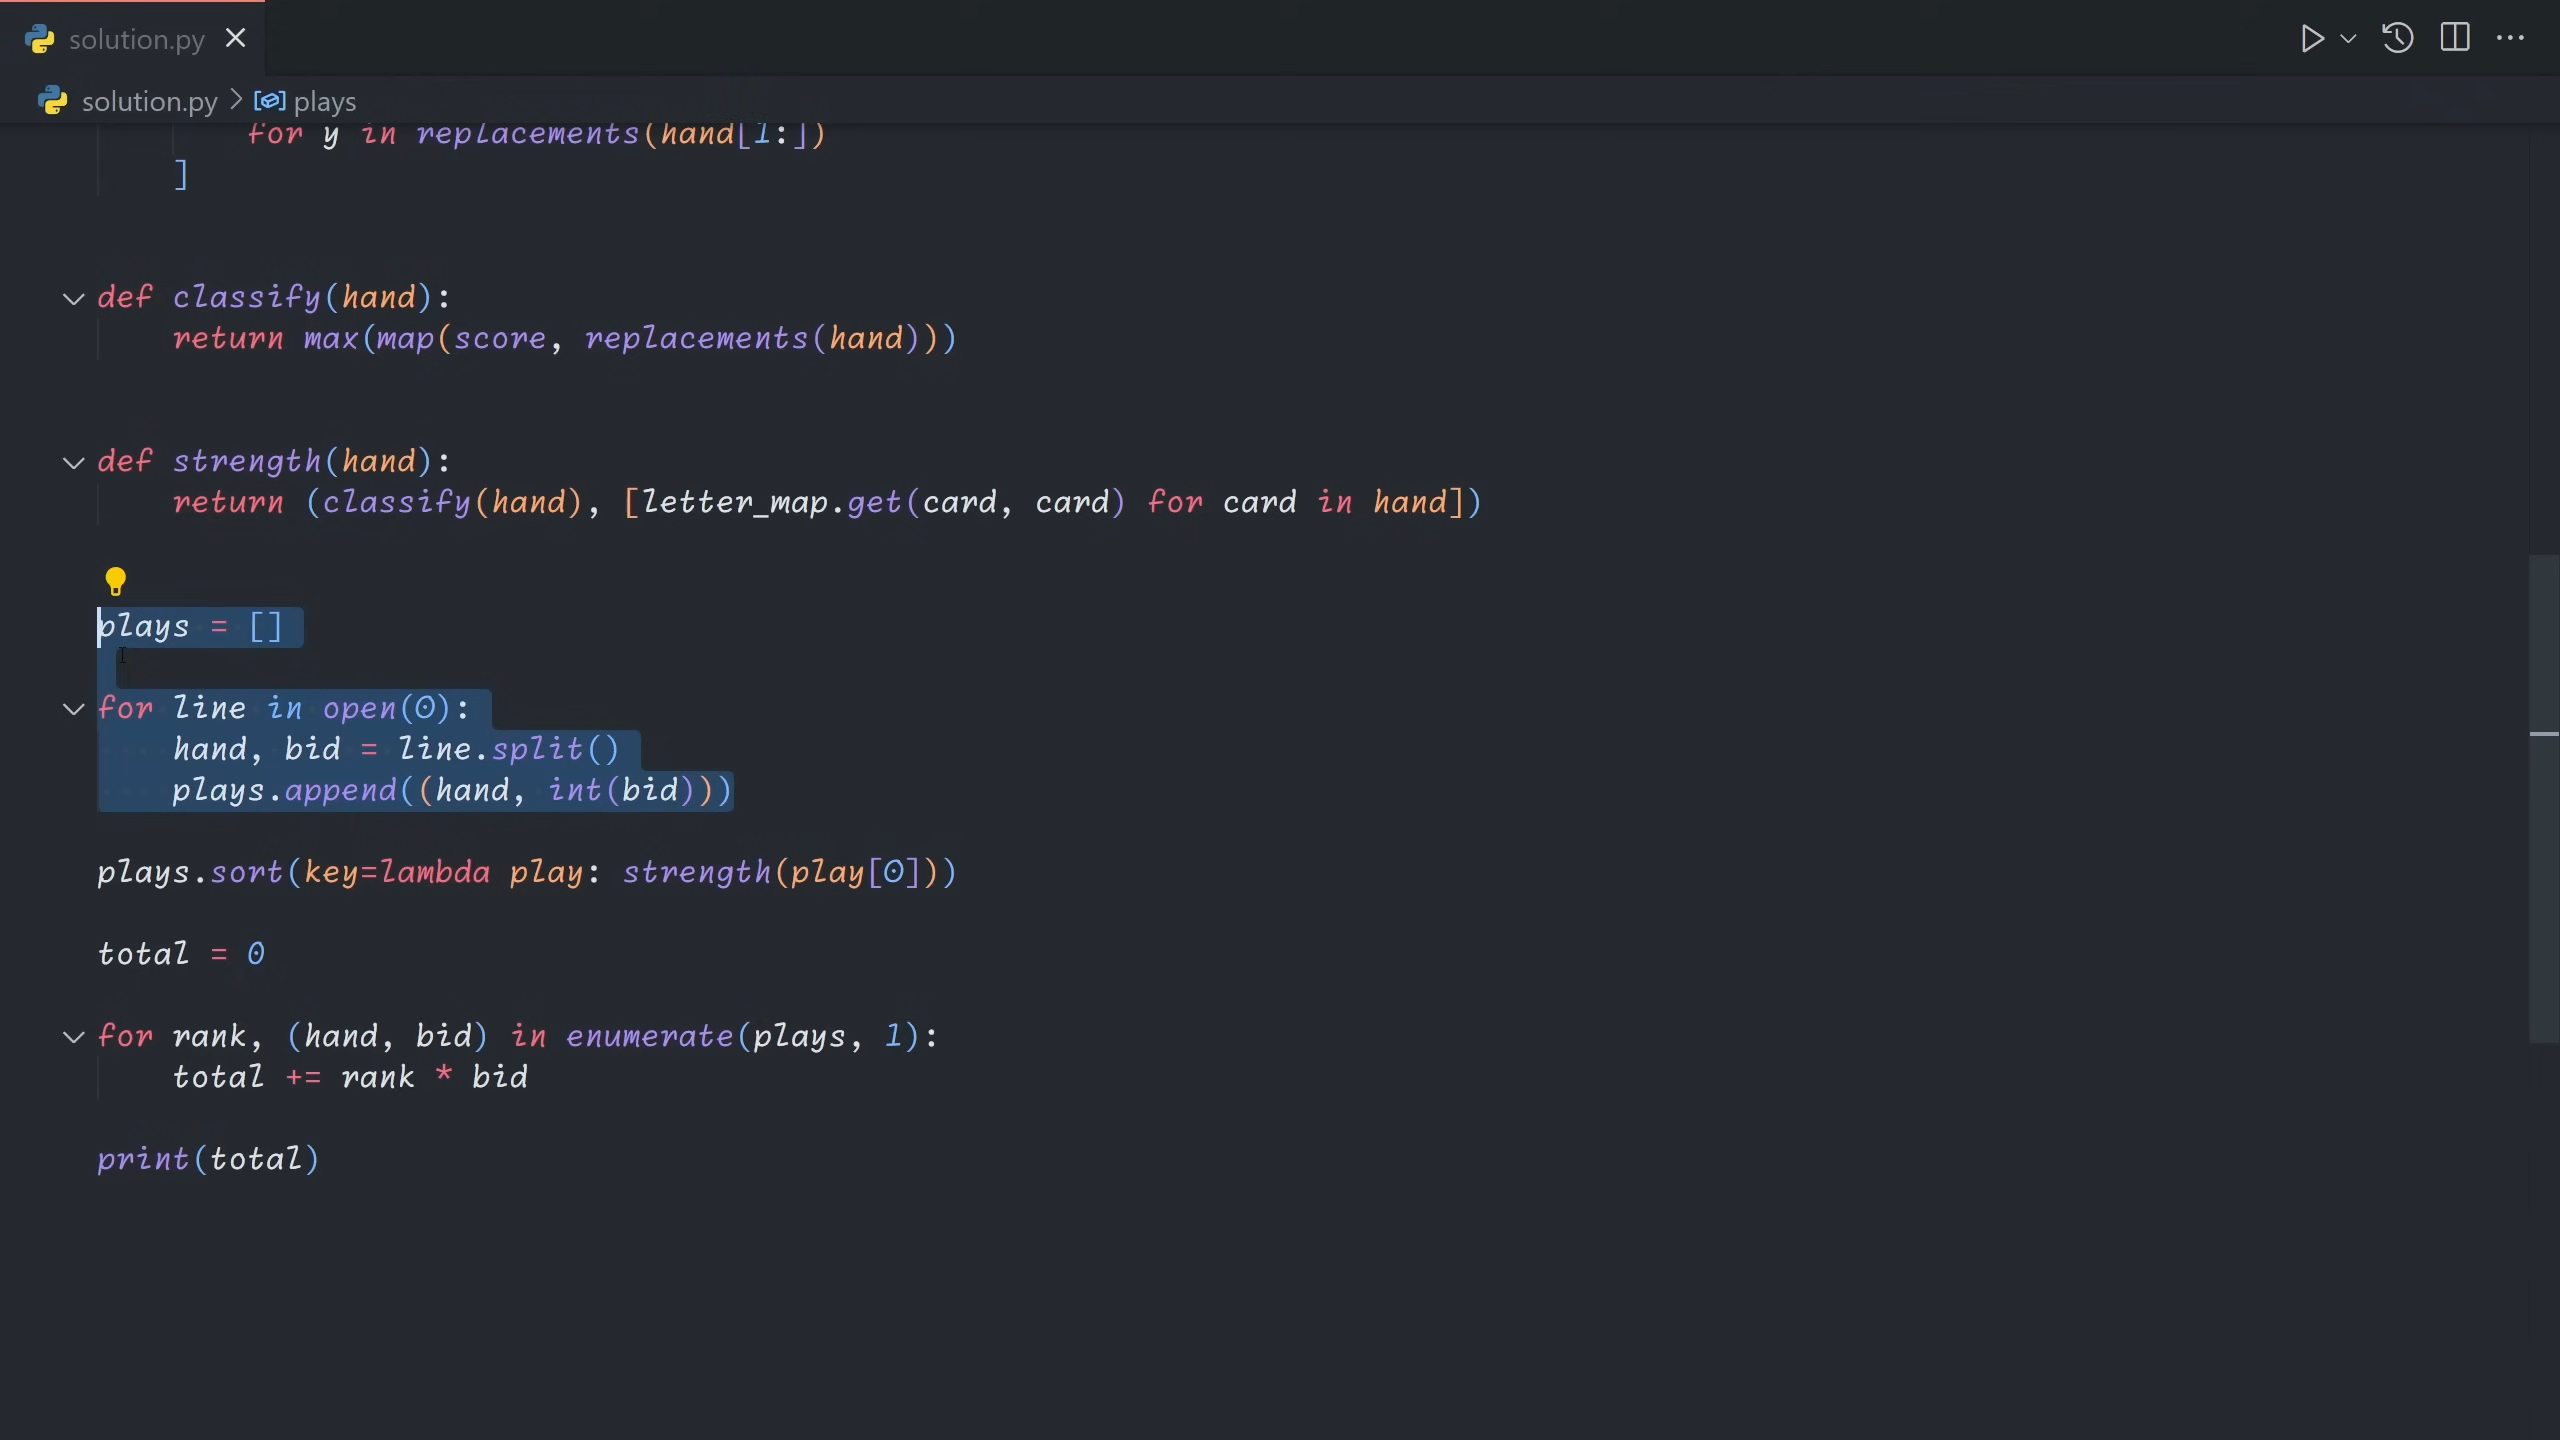 solution.py
solution.py > plays
for y in replacements(hand[1:])
]
def classify(hand):
return max(map(score, replacements(hand)))
def strength(hand):
return (classify(hand), [letter_map.get(card, card) for card in hand])
plays = []
for line in open(0):
hand, bid = line.split()
plays.append((hand, int(bid)))
plays.sort(key=lambda play: strength(play[0]))
total = 0
for rank, (hand, bid) in enumerate(plays, 1):
total += rank * bid
print(total)